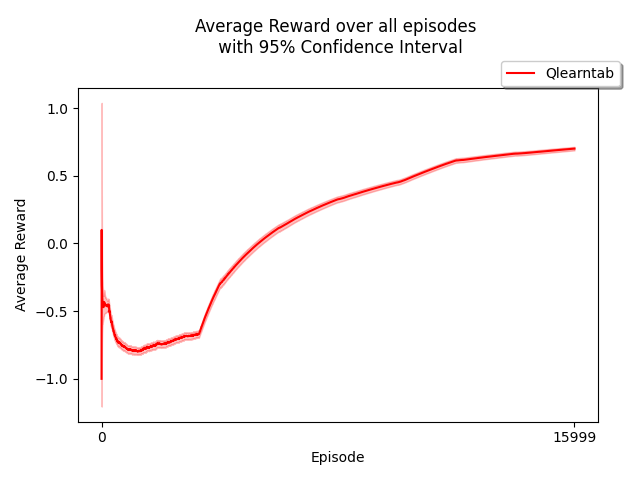 Average Reward over all episodes
with 95% Confidence Interval
Qlearntab
1.0
0.5
0.0
−0.5
−1.0
Average Reward
0
15999
Episode